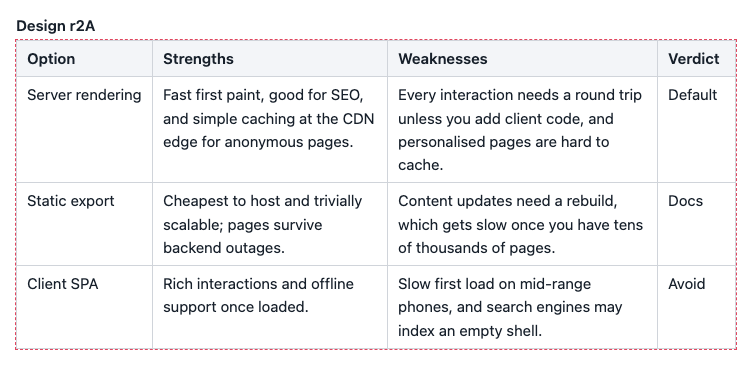 Design r2A
Option Strengths Weaknesses Verdict
Server rendering Fast first paint, good for SEO, Every interaction needs a round trip Default
and simple caching at the CDN unless you add client code, and
edge for anonymous pages. personalised pages are hard to
cache.
Static export Cheapest to host and trivially Content updates need a rebuild, Docs
scalable; pages survive which gets slow once you have tens
backend outages. of thousands of pages.
Client SPA Rich interactions and offline Slow first load on mid-range Avoid
support once loaded. phones, and search engines may
index an empty shell.